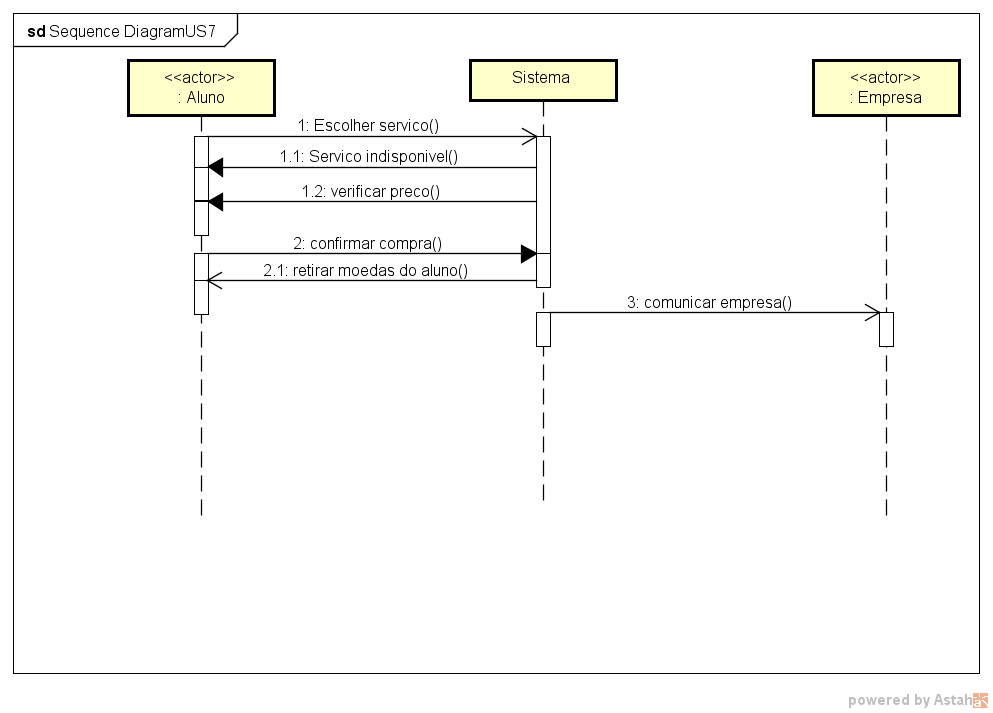 sd Sequence DiagramUS7
<<actor>>
: Aluno
Sistema
<<actor>>
: Empresa
1: Escolher servico()
1.1: Servico indisponivel()
1.2: verificar preco()
2: confirmar compra()
2.1: retirar moedas do aluno()
3: comunicar empresa()
powered by Astah